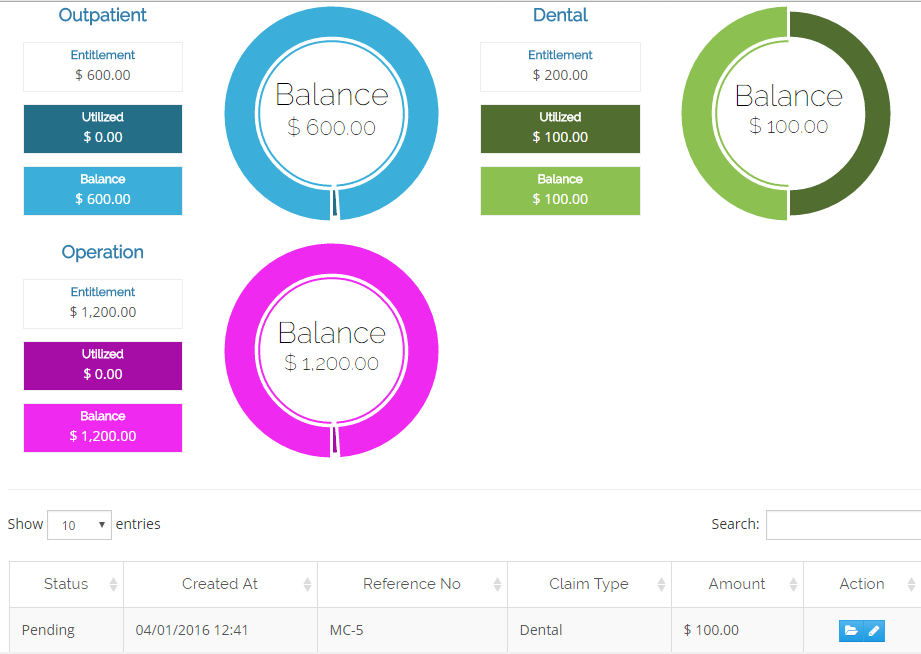 Outpatient
Entitlement
$ 600.00
Utilized
$ 0.00
Balance
$ 600.00
Balance
$ 600.00
Dental
Entitlement
$ 200.00
Utilized
$ 100.00
Balance
$ 100.00
Balance
$ 100.00
Operation
Entitlement
$ 1,200.00
Utilized
$ 0.00
Balance
$ 1,200.00
Balance
$ 1,200.00
Show 10 entries Search:
Status Created At Reference No Claim Type Amount Action
Pending 04/01/2016 12:41 MC-5 Dental $ 100.00